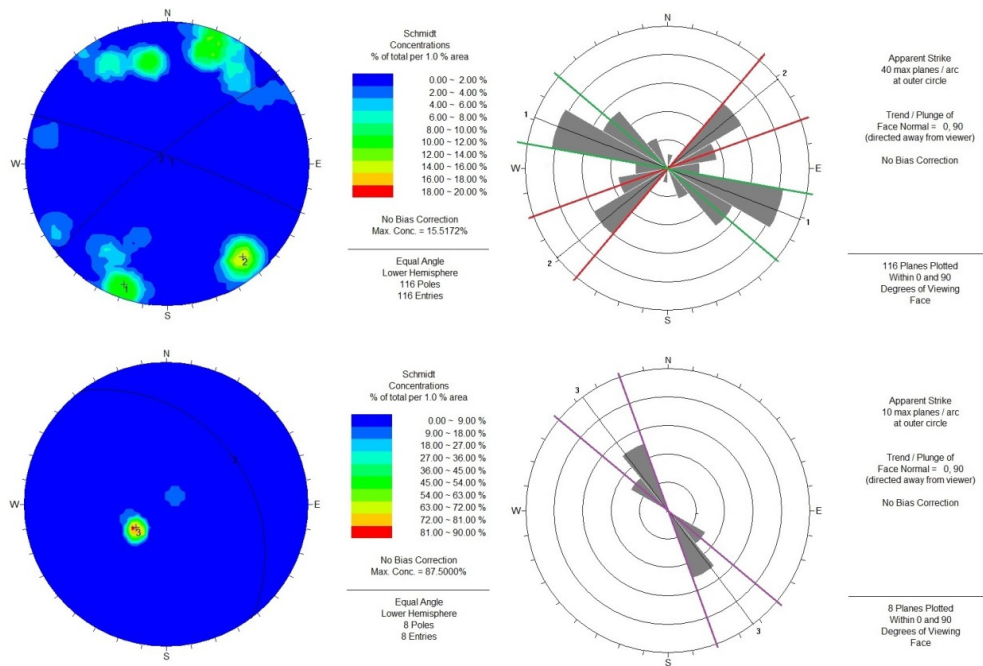 N
W
E
S
1
2
2
1
Schmidt
Concentrations
% of total per 1.0 % area
0.00 ~ 2.00 %
2.00 ~ 4.00 %
4.00 ~ 6.00 %
6.00 ~ 8.00 %
8.00 ~ 10.00 %
10.00 ~ 12.00 %
12.00 ~ 14.00 %
14.00 ~ 16.00 %
16.00 ~ 18.00 %
18.00 ~ 20.00 %
No Bias Correction
Max. Conc. = 15.5172%
Equal Angle
Lower Hemisphere
116 Poles
116 Entries
N
2
1
W
E
1
2
S
Apparent Strike
40 max planes / arc
at outer circle
Trend / Plunge of
Face Normal = 0, 90
(directed away from viewer)
No Bias Correction
116 Planes Plotted
Within 0 and 90
Degrees of Viewing
Face
N
W
E
3
3
S
Schmidt
Concentrations
% of total per 1.0 % area
0.00 ~ 9.00 %
9.00 ~ 18.00 %
18.00 ~ 27.00 %
27.00 ~ 36.00 %
36.00 ~ 45.00 %
45.00 ~ 54.00 %
54.00 ~ 63.00 %
63.00 ~ 72.00 %
72.00 ~ 81.00 %
81.00 ~ 90.00 %
No Bias Correction
Max. Conc. = 87.5000%
Equal Angle
Lower Hemisphere
8 Poles
8 Entries
N
3
W
E
3
S
Apparent Strike
10 max planes / arc
at outer circle
Trend / Plunge of
Face Normal = 0, 90
(directed away from viewer)
No Bias Correction
8 Planes Plotted
Within 0 and 90
Degrees of Viewing
Face